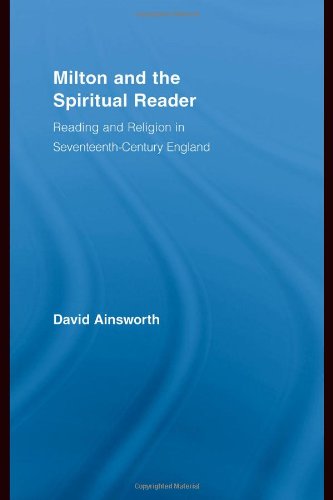 Milton and the
Spiritual Reader
Reading and Religion in
Seventeenth-Century England
David Ainsworth